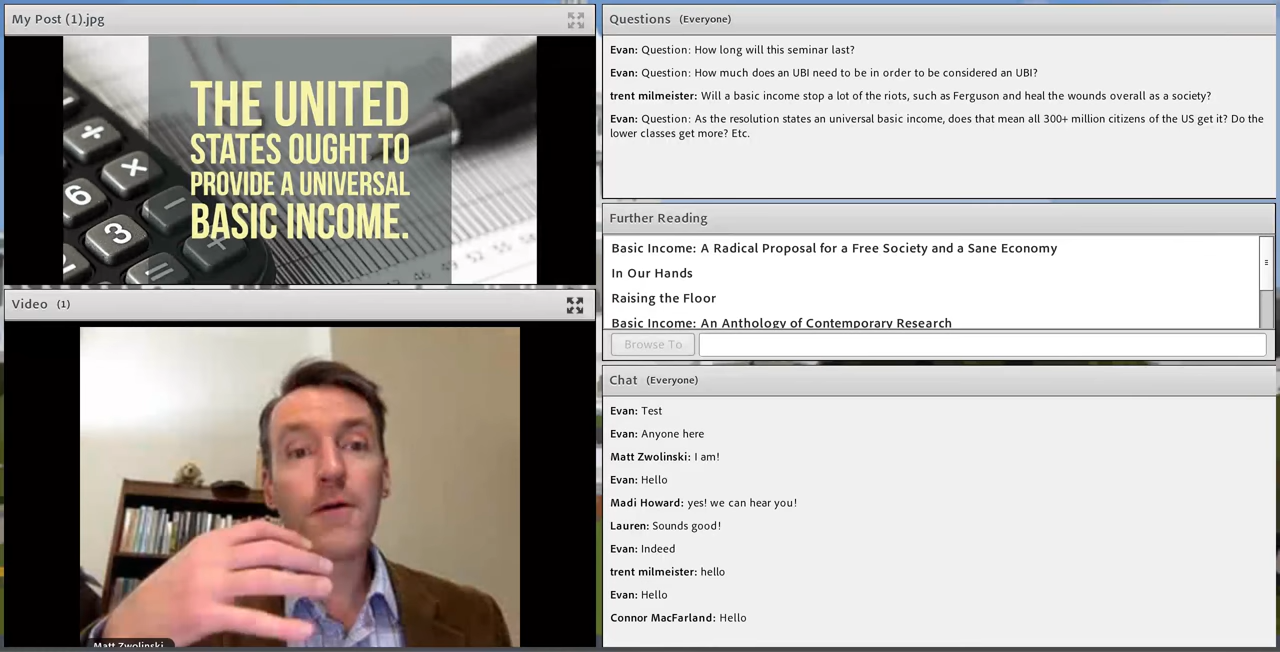 My Post (1).jpg
THE UNITED
STATES OUGHT TO
PROVIDE A UNIVERSAL
BASIC INCOME.
Video (1)
Matt Zwolinski
Questions (Everyone)
Evan: Question: How long will this seminar last?
Evan: Question: How much does an UBI need to be in order to be considered an UBI?
trent milmeister: Will a basic income stop a lot of the riots, such as Ferguson and heal the wounds overall as a society?
Evan: Question: As the resolution states an universal basic income, does that mean all 300+ million citizens of the US get it? Do the
lower classes get more? Etc.
Further Reading
Basic Income: A Radical Proposal for a Free Society and a Sane Economy
In Our Hands
Raising the Floor
Basic Income: An Anthology of Contemporary Research
Browse To
Chat (Everyone)
Evan: Test
Evan: Anyone here
Matt Zwolinski: I am!
Evan: Hello
Madi Howard: yes! we can hear you!
Lauren: Sounds good!
Evan: Indeed
trent milmeister: hello
Evan: Hello
Connor MacFarland: Hello